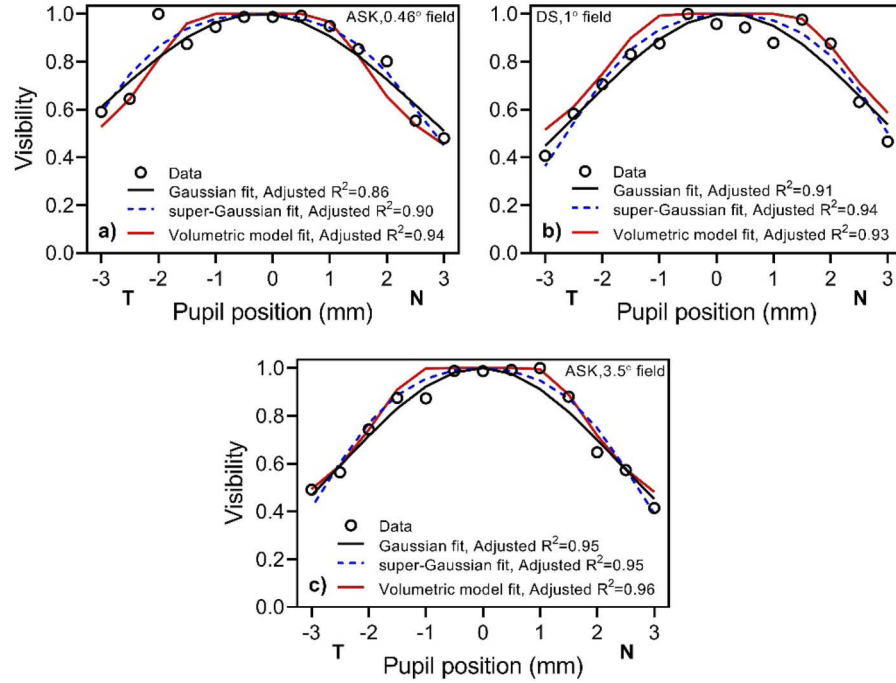 ASK,0.46° field
1.0
0.8
0.6
0.4
0.2
0.0
Visibility
Data
Gaussian fit, Adjusted R²=0.86
super-Gaussian fit, Adjusted R²=0.90
a) Volumetric model fit, Adjusted R²=0.94
-3 -2 -1 0 1 2 3
T N
Pupil position (mm)
DS,1° field
1.0
0.8
0.6
0.4
0.2
0.0
Visibility
Data
Gaussian fit, Adjusted R²=0.91
super-Gaussian fit, Adjusted R²=0.94
b) Volumetric model fit, Adjusted R²=0.93
-3 -2 -1 0 1 2 3
T N
Pupil position (mm)
ASK,3.5° field
1.0
0.8
0.6
0.4
0.2
0.0
Visibility
Data
Gaussian fit, Adjusted R²=0.95
super-Gaussian fit, Adjusted R²=0.95
c) Volumetric model fit, Adjusted R²=0.96
-3 -2 -1 0 1 2 3
T N
Pupil position (mm)